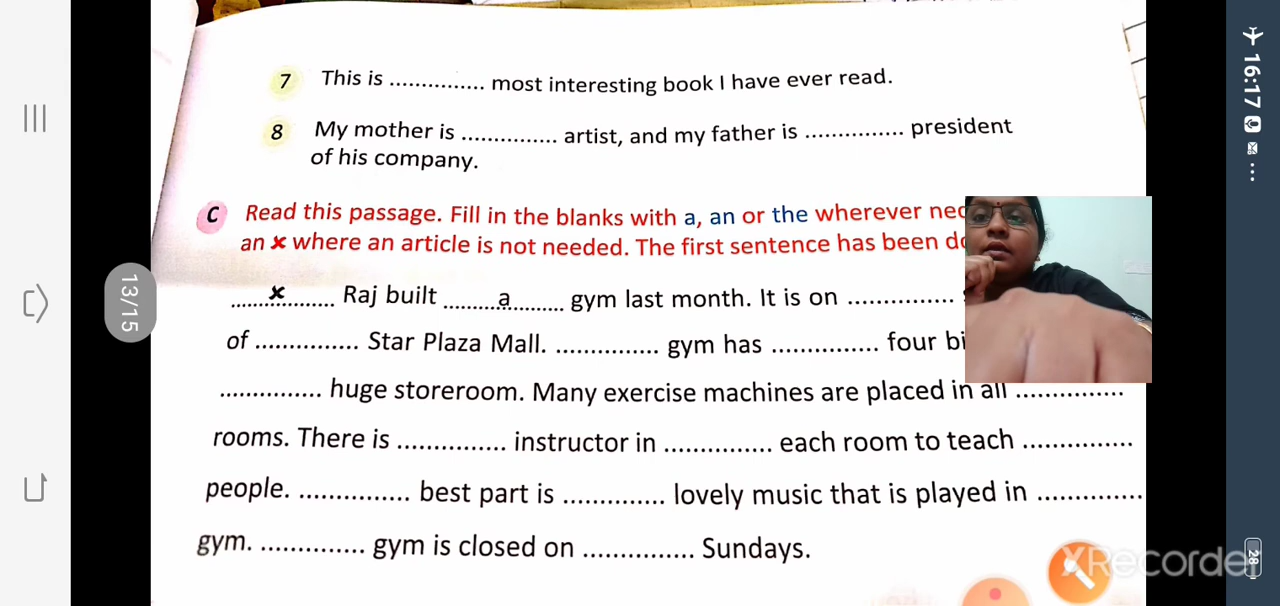 7 This is ............... most interesting book I have ever read.
8 My mother is ............... artist, and my father is ............... president
of his company.
C Read this passage. Fill in the blanks with a, an or the wherever
an ✗ where an article is not needed. The first sentence has been
......✗......... Raj built .........a......... gym last month. It is on ...............
of ............... Star Plaza Mall. ............... gym has ............... four
............... huge storeroom. Many exercise machines are placed in all ...............
rooms. There is ............... instructor in ............... each room to teach ...............
people. ............... best part is ............... lovely music that is played in ...............
gym. ............... gym is closed on ............... Sundays.
13/15
16:17
28
XRecorder